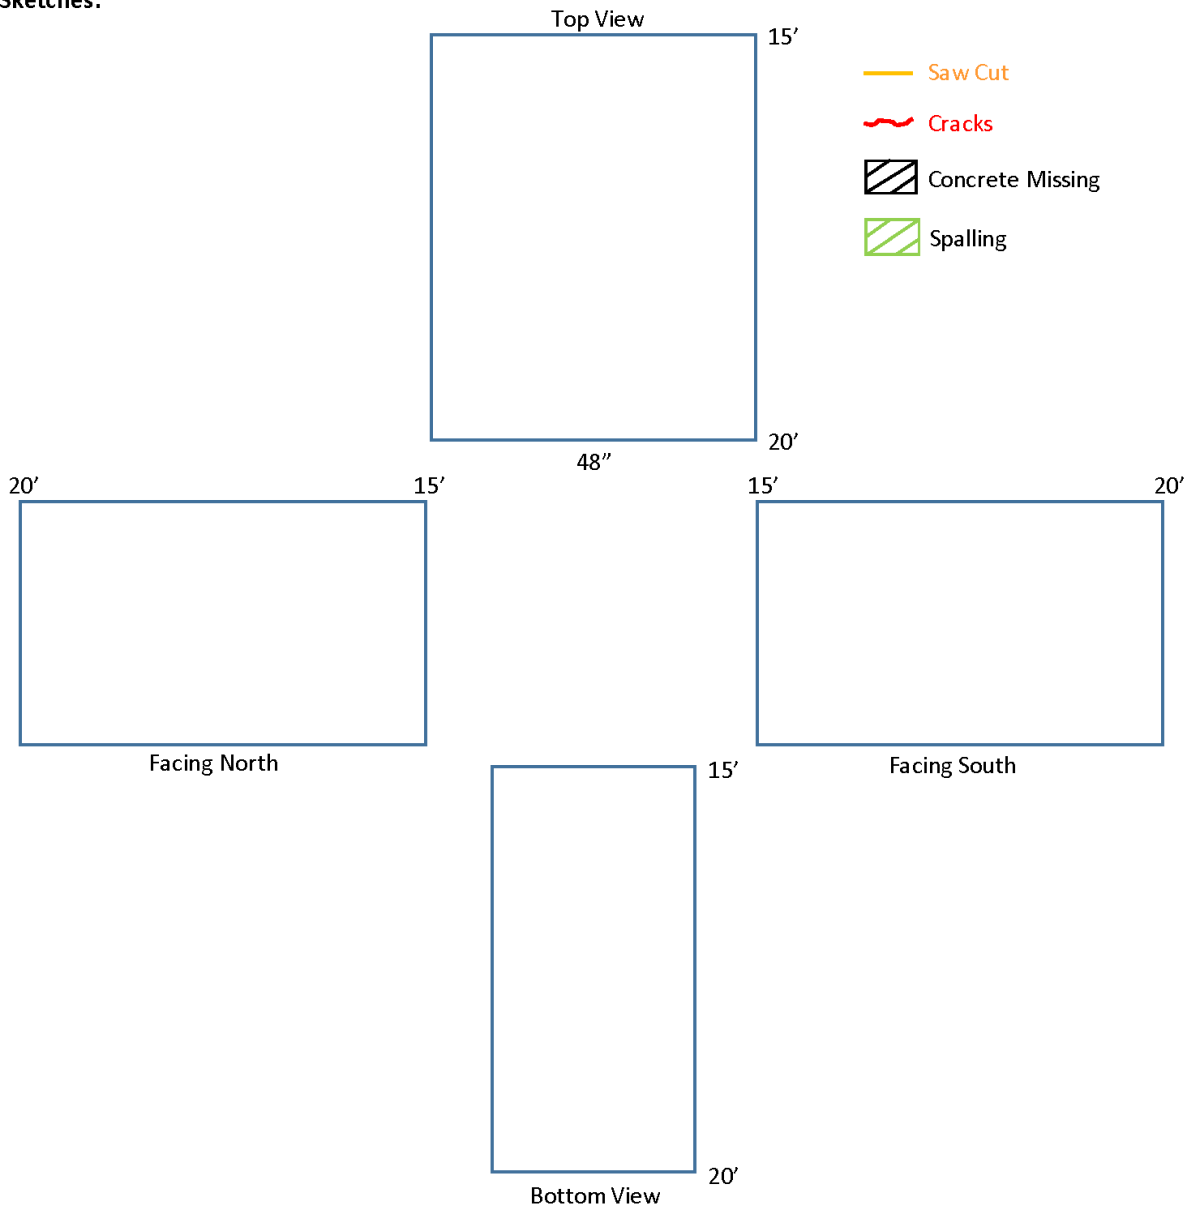 Sketches:
Top View
15’
Saw Cut
Cracks
Concrete Missing
Spalling
20’
48”
20’
15’
15’
20’
Facing North
Facing South
15’
20’
Bottom View